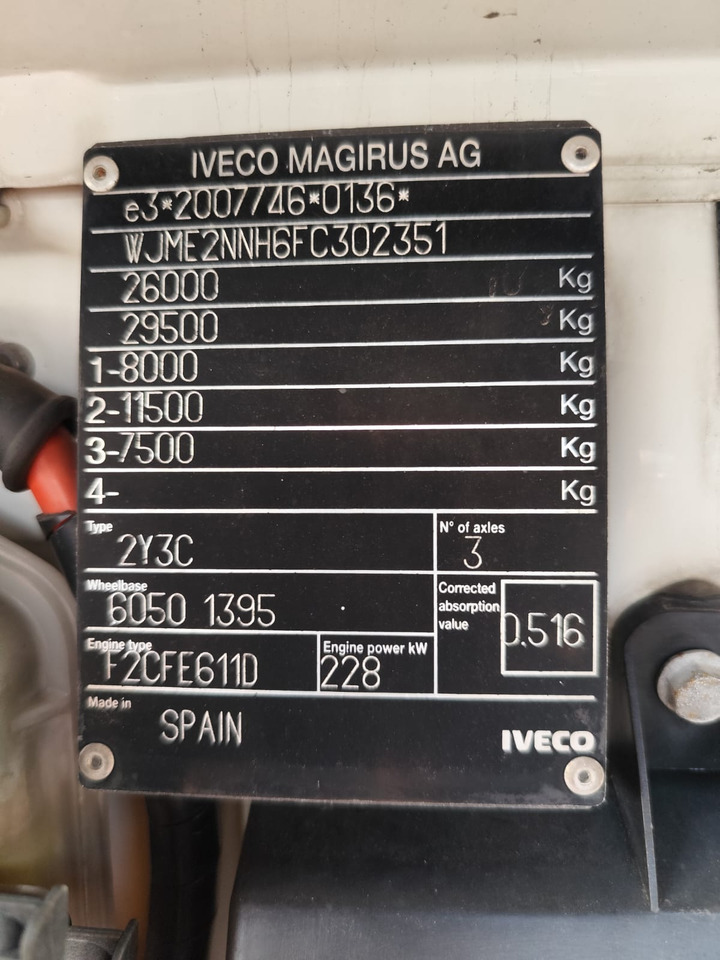 IVECO MAGIRUS AG
e3*2007/46*0136*
WJME2NNH6FC302351
26000 Kg
29500 Kg
1-8000 Kg
2-11500 Kg
3-7500 Kg
4- Kg
Type
2Y3C
N° of axles
3
Wheelbase
6050 1395
Corrected
absorption
value
0.516
Engine type
F2CFE611D
Engine power kW
228
Made in
SPAIN
IVECO